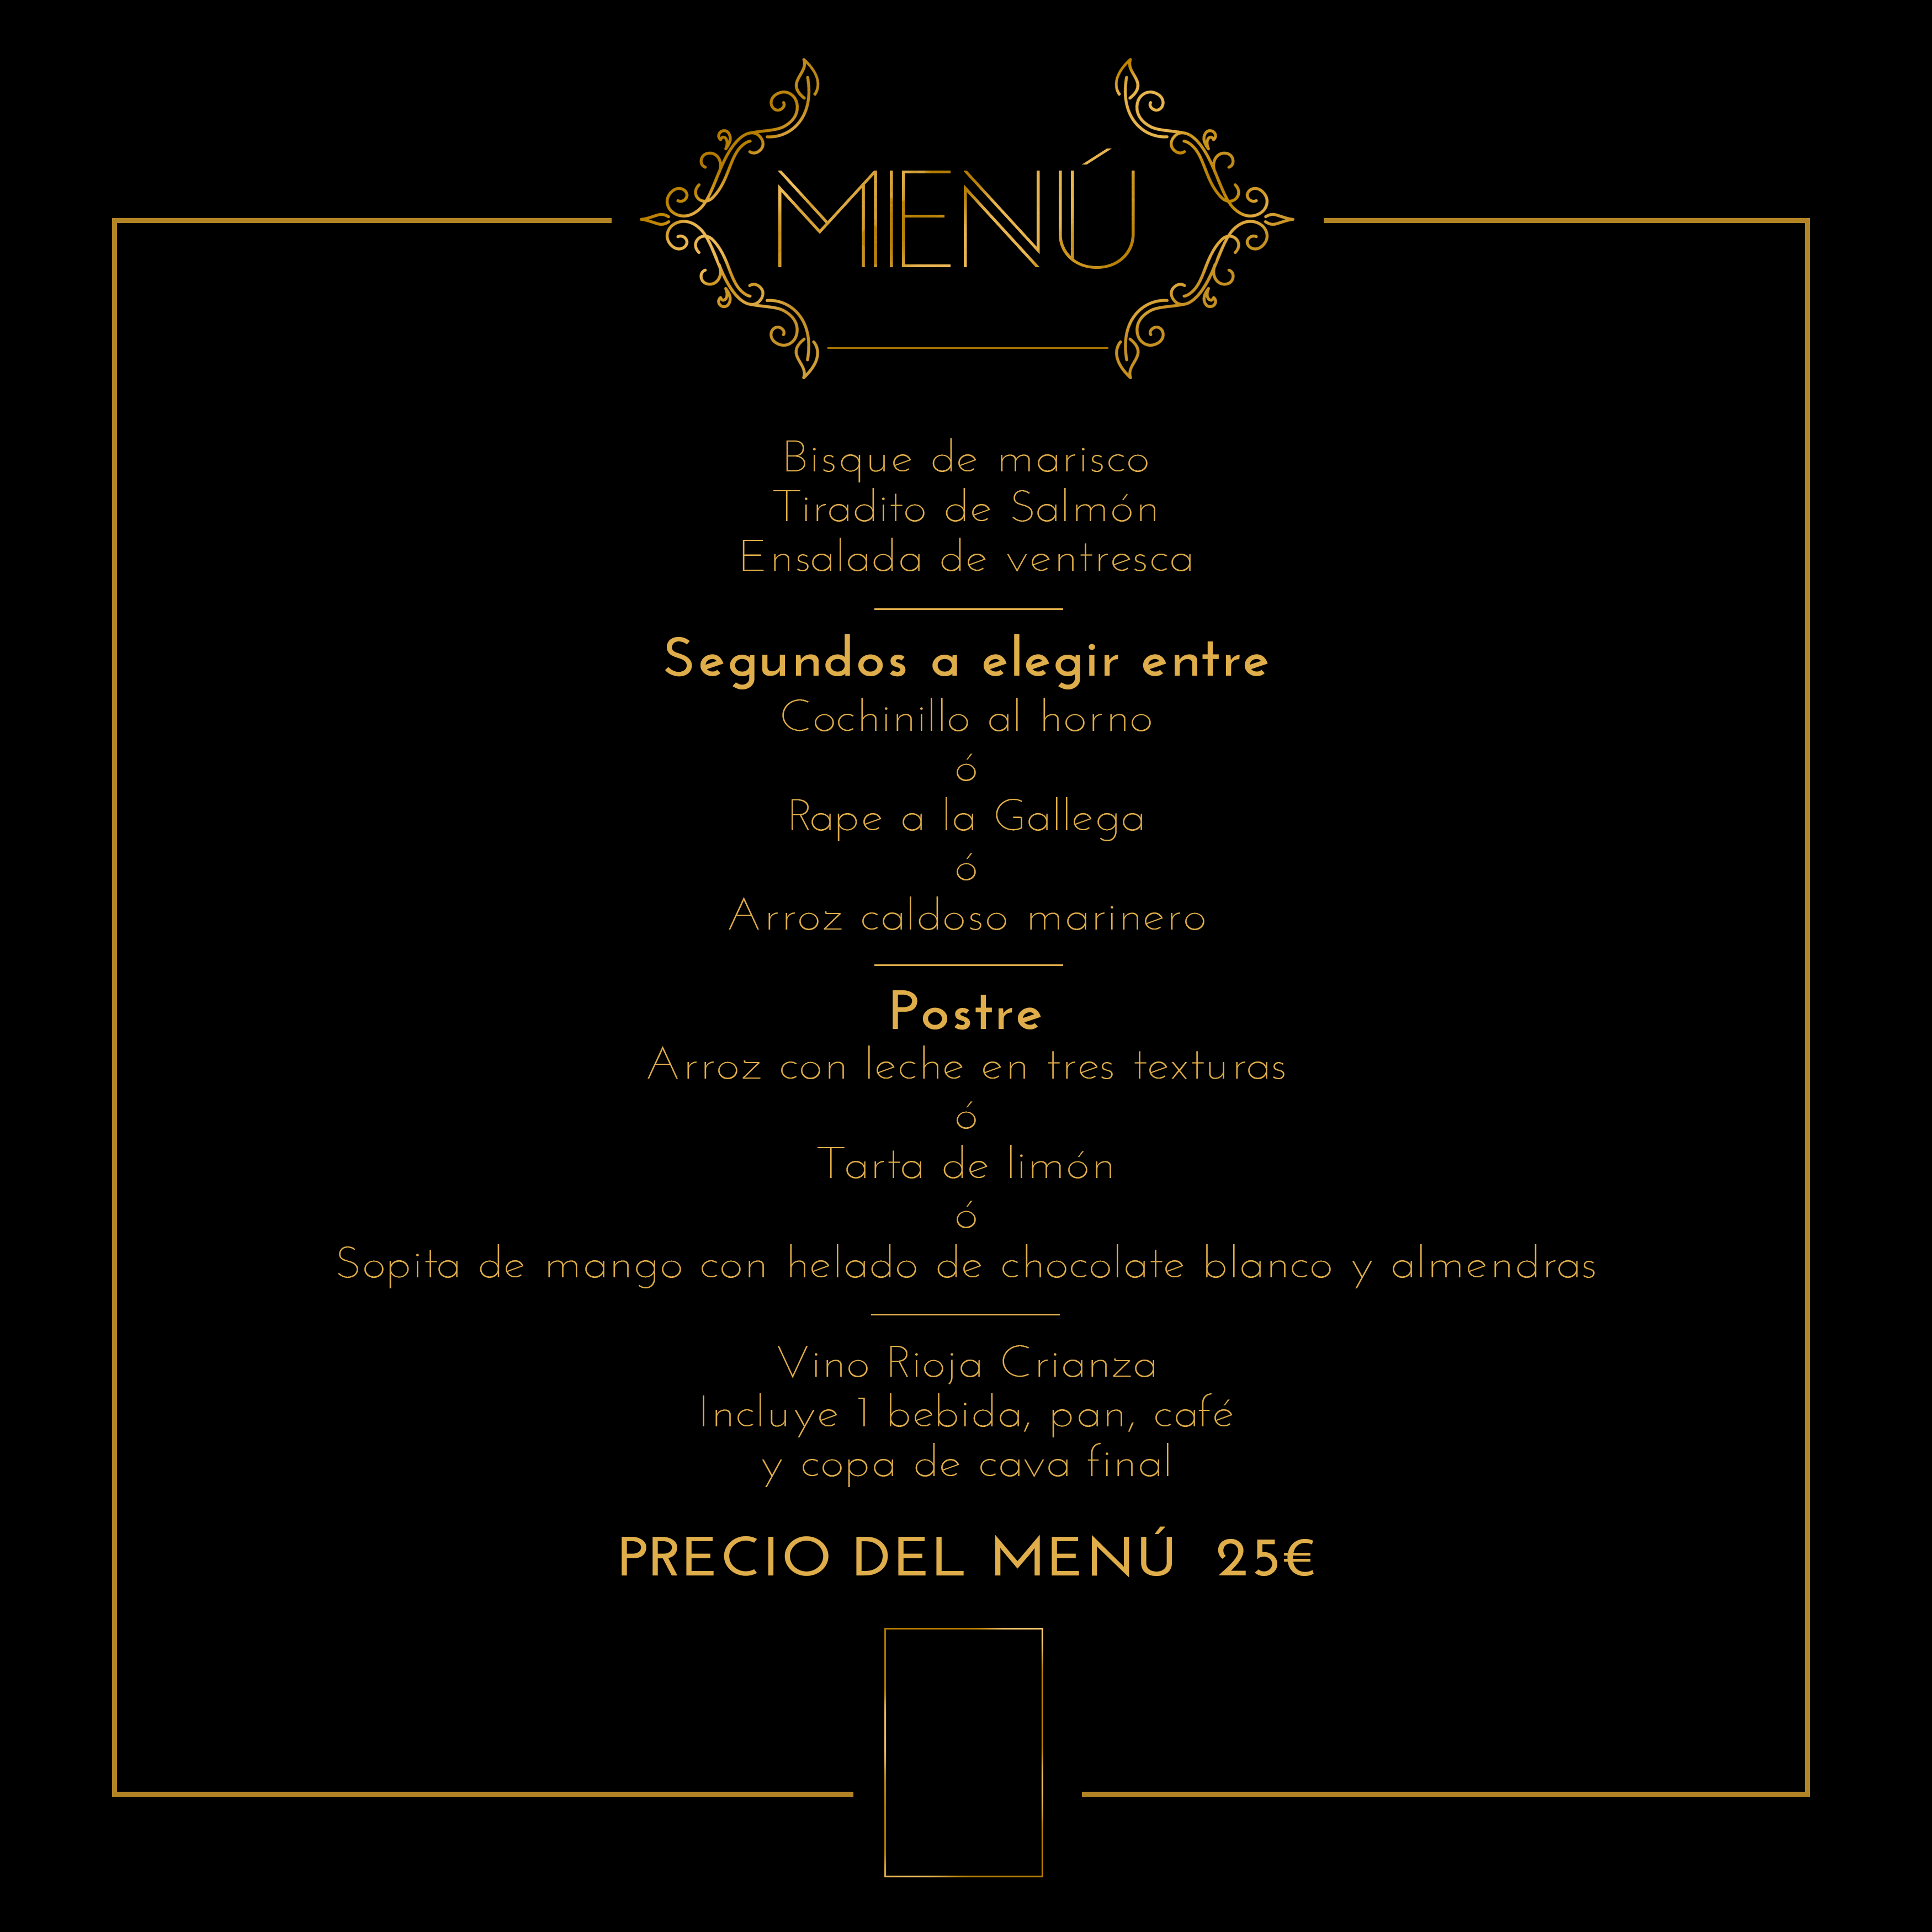 MENÚ
Bisque de marisco
Tiradito de Salmón
Ensalada de ventresca
Segundos a elegir entre
Cochinillo al horno
ó
Rape a la Gallega
ó
Arroz caldoso marinero
Postre
Arroz con leche en tres texturas
ó
Tarta de limón
ó
Sopita de mango con helado de chocolate blanco y almendras
Vino Rioja Crianza
Incluye 1 bebida, pan, café
y copa de cava final
PRECIO DEL MENÚ 25€